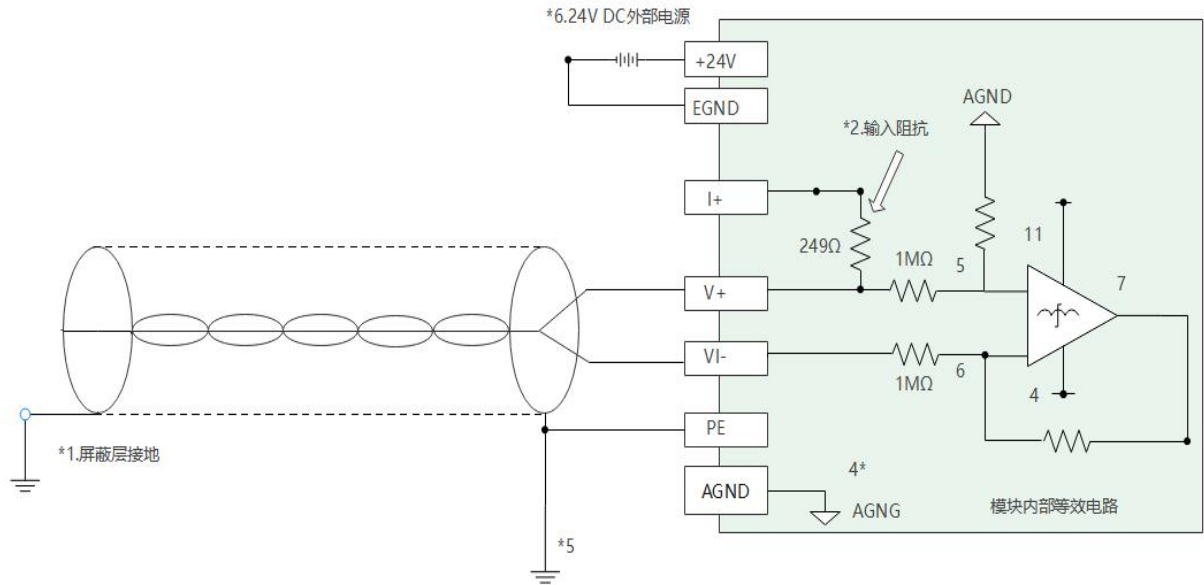 *6.24V DC外部电源
+24V
EGND
AGND
*2.输入阻抗
I+
249Ω
1MΩ
5
11
7
V+
VI-
1MΩ
6
4
PE
*1.屏蔽层接地
4*
AGND
AGNG
模块内部等效电路
*5